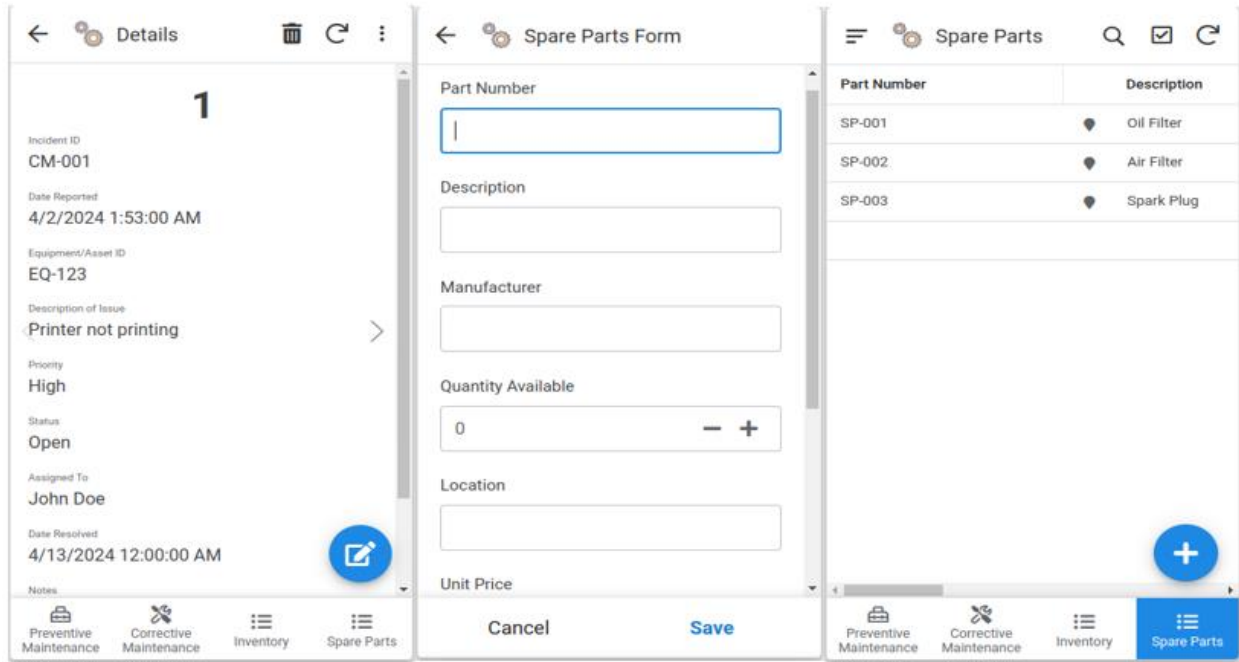 Details
1
Incident ID
CM-001
Date Reported
4/2/2024 1:53:00 AM
Equipment/Asset ID
EQ-123
Description of Issue
Printer not printing
Priority
High
Status
Open
Assigned To
John Doe
Date Resolved
4/13/2024 12:00:00 AM
Notes
Preventive Maintenance
Corrective Maintenance
Inventory
Spare Parts
Spare Parts Form
Part Number
Description
Manufacturer
Quantity Available
0
Location
Unit Price
Cancel Save
Spare Parts
Part Number Description
SP-001 Oil Filter
SP-002 Air Filter
SP-003 Spark Plug
Preventive Maintenance
Corrective Maintenance
Inventory
Spare Parts